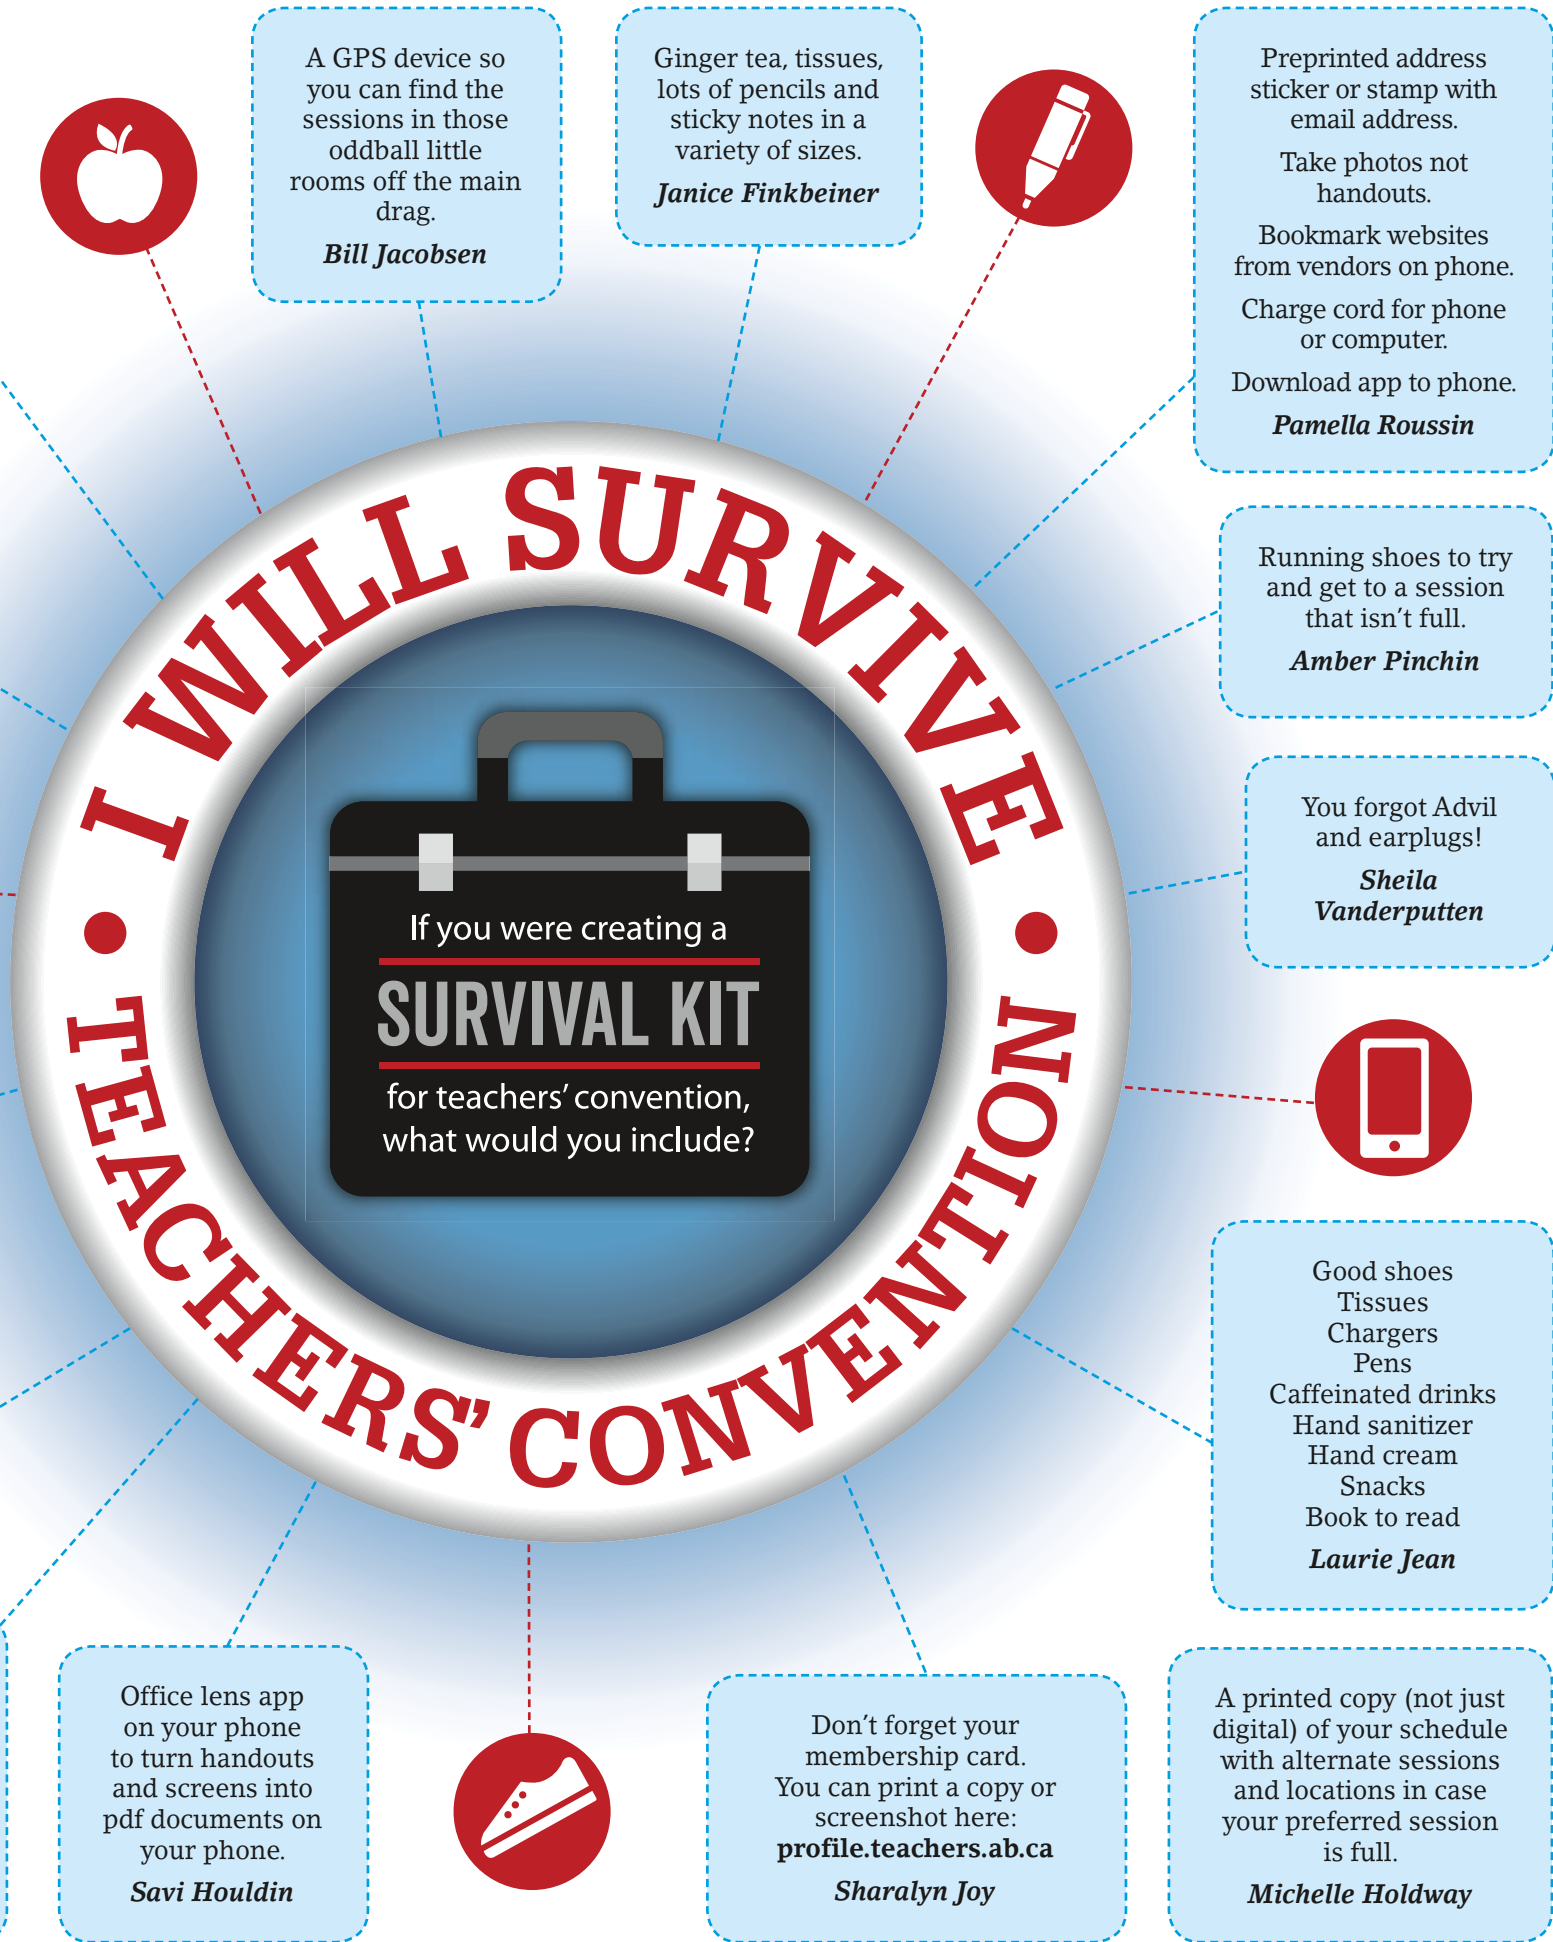 A GPS device so
you can find the
sessions in those
oddball little
rooms off the main
drag.
Bill Jacobsen
Ginger tea, tissues,
lots of pencils and
sticky notes in a
variety of sizes.
Janice Finkbeiner
Preprinted address
sticker or stamp with
email address.
Take photos not
handouts.
Bookmark websites
from vendors on phone.
Charge cord for phone
or computer.
Download app to phone.
Pamella Roussin
Running shoes to try
and get to a session
that isn't full.
Amber Pinchin
You forgot Advil
and earplugs!
Sheila
Vanderputten
I WILL SURVIVE
• TEACHERS' CONVENTION •
If you were creating a
SURVIVAL KIT
for teachers' convention,
what would you include?
Good shoes
Tissues
Chargers
Pens
Caffeinated drinks
Hand sanitizer
Hand cream
Snacks
Book to read
Laurie Jean
Office lens app
on your phone
to turn handouts
and screens into
pdf documents on
your phone.
Savi Houldin
Don't forget your
membership card.
You can print a copy or
screenshot here:
profile.teachers.ab.ca
Sharalyn Joy
A printed copy (not just
digital) of your schedule
with alternate sessions
and locations in case
your preferred session
is full.
Michelle Holdway